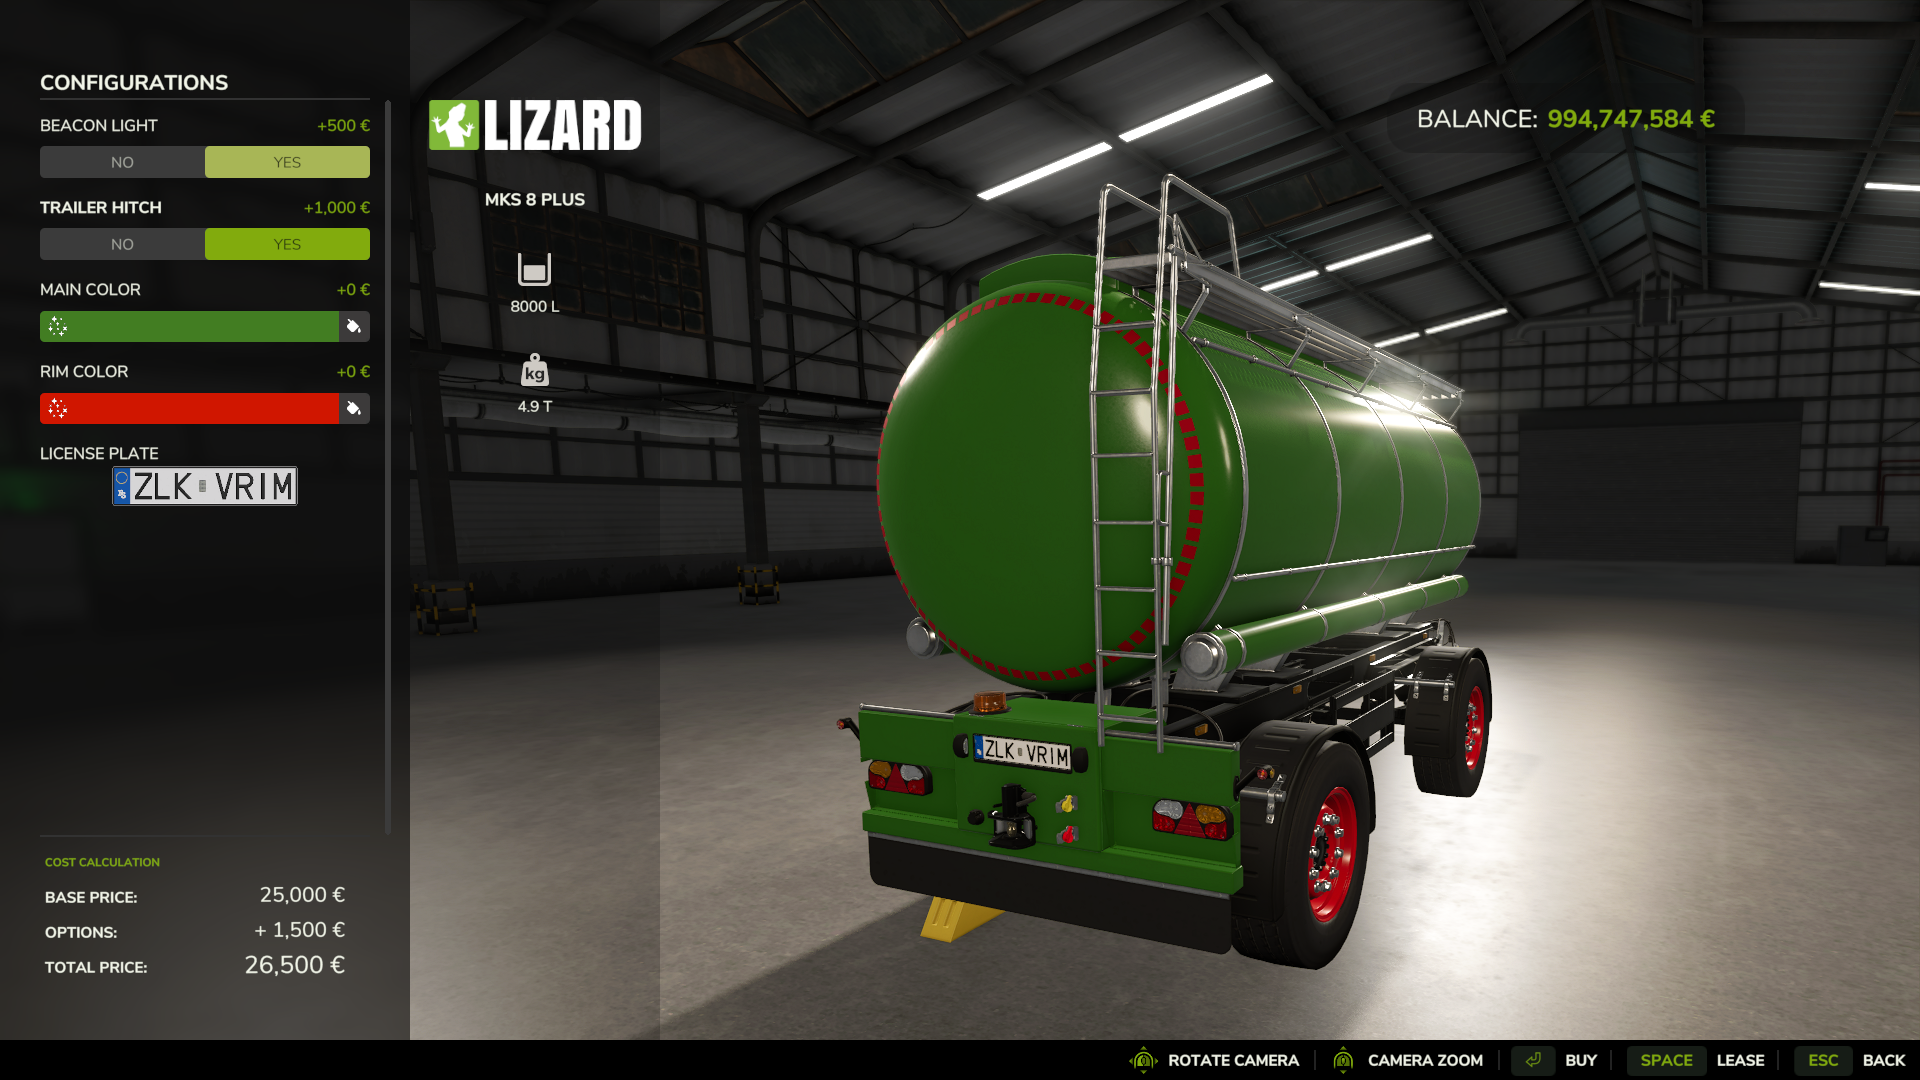 CONFIGURATIONS
BEACON LIGHT +500 €
NO YES
TRAILER HITCH +1,000 €
NO YES
MAIN COLOR +0 €
RIM COLOR +0 €
LICENSE PLATE
ZLK VRIM
COST CALCULATION
BASE PRICE: 25,000 €
OPTIONS: + 1,500 €
TOTAL PRICE: 26,500 €
LIZARD
MKS 8 PLUS
8000 L
kg
4.9 T
BALANCE: 994,747,584 €
ZLK VRIM
ROTATE CAMERA
CAMERA ZOOM
BUY
SPACE LEASE
ESC BACK